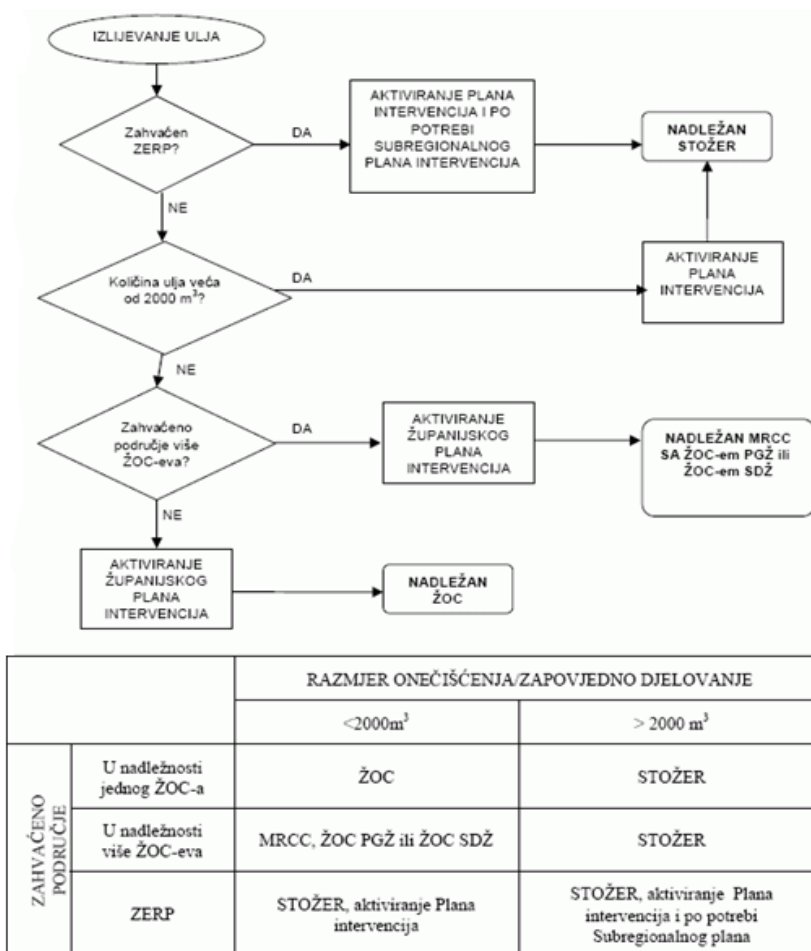 IZLIJEVANJE ULJA
Zahvaćen
ZERP?
DA
AKTIVIRANJE PLANA
INTERVENCIJA I PO
POTREBI
SUBREGIONALNOG
PLANA INTERVENCIJA
NADLEŽAN
STOŽER
NE
Količina ulja veća
od 2000 m³?
DA
AKTIVIRANJE
PLANA
INTERVENCIJA
NE
Zahvaćeno
područje više
ŽOC-eva?
DA
AKTIVIRANJE
ŽUPANIJSKOG
PLANA
INTERVENCIJA
NADLEŽAN MRCC
SA ŽOC-em PGŽ ili
ŽOC-em SDŽ
NE
AKTIVIRANJE
ŽUPANIJSKOG
PLANA
INTERVENCIJA
NADLEŽAN
ŽOC
RAZMJER ONEČIŠĆENJA/ZAPOVJEDNO DJELOVANJE
<2000m³
> 2000 m³
ZAHVAĆENO
PODRUČJE
U nadležnosti
jednog ŽOC-a
ŽOC
STOŽER
U nadležnosti
više ŽOC-eva
MRCC, ŽOC PGŽ ili ŽOC SDŽ
STOŽER
ZERP
STOŽER, aktiviranje Plana
intervencija
STOŽER, aktiviranje Plana
intervencija i po potrebi
Subregionalnog plana